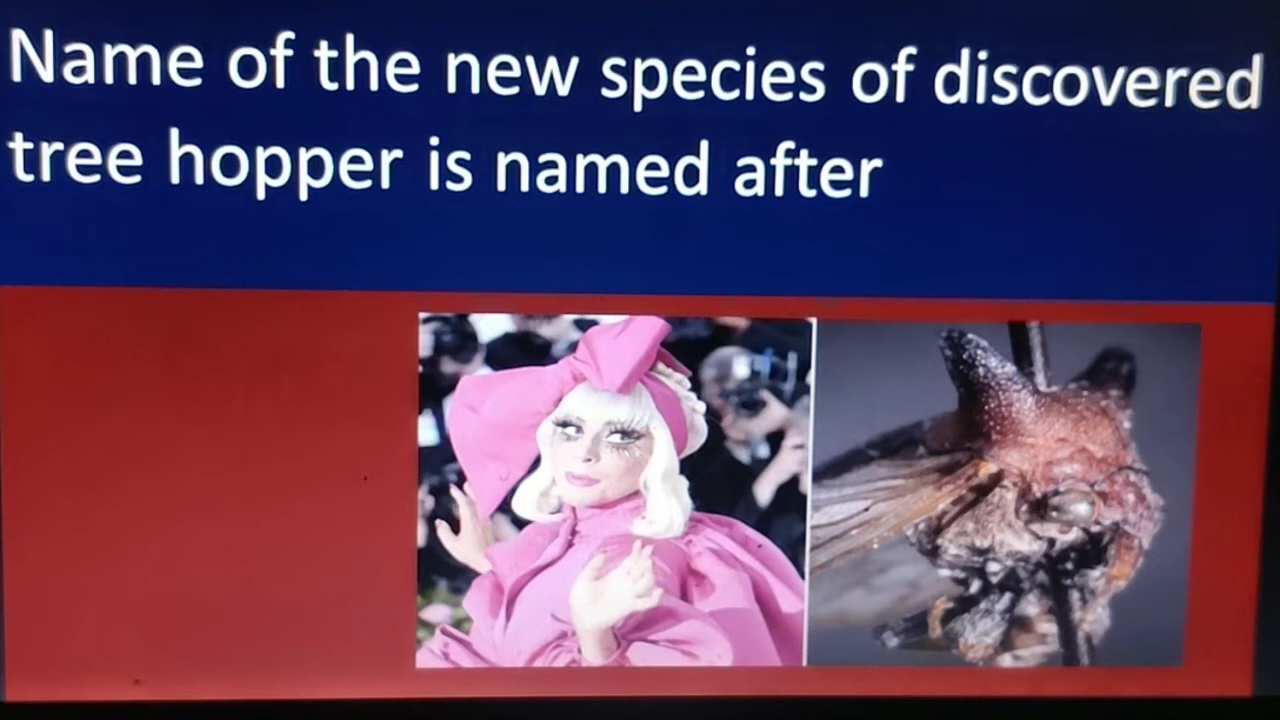 Name of the new species of discovered
tree hopper is named after